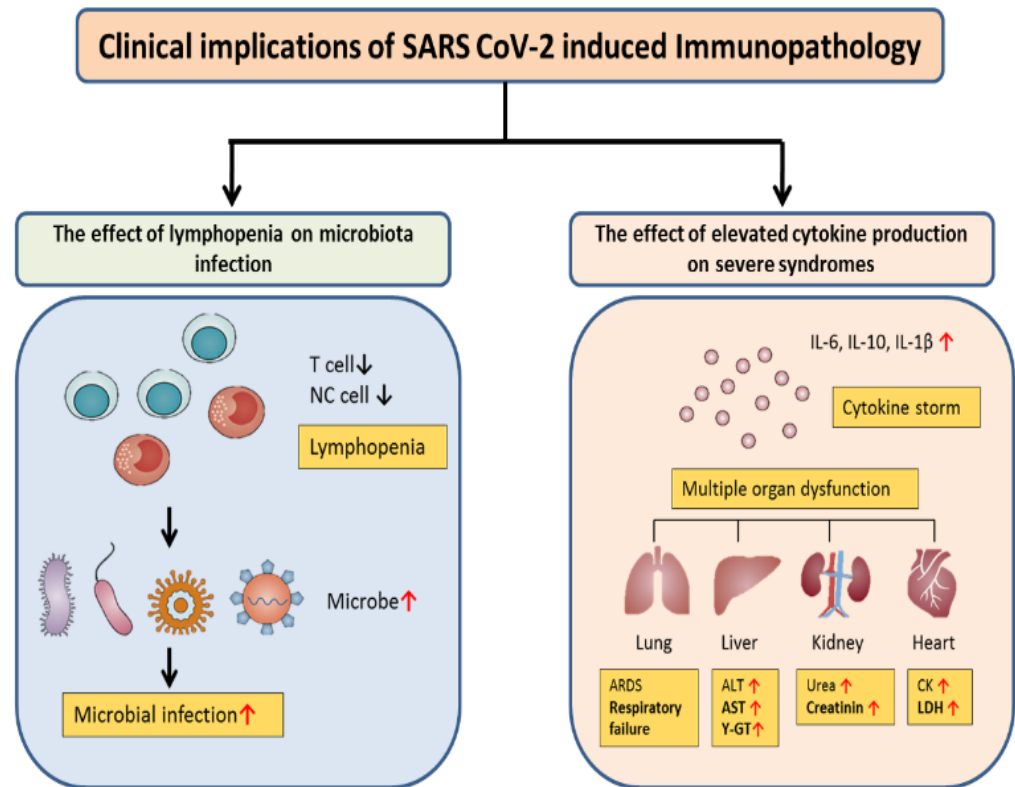 Clinical implications of SARS CoV-2 induced Immunopathology
The effect of lymphopenia on microbiota
infection
T cell↓
NC cell ↓
Lymphopenia
Microbe↑
Microbial infection↑
The effect of elevated cytokine production
on severe syndromes
IL-6, IL-10, IL-1β ↑
Cytokine storm
Multiple organ dysfunction
Lung
Liver
Kidney
Heart
ARDS
Respiratory
failure
ALT ↑
AST ↑
Y-GT↑
Urea ↑
Creatinin ↑
CK ↑
LDH ↑